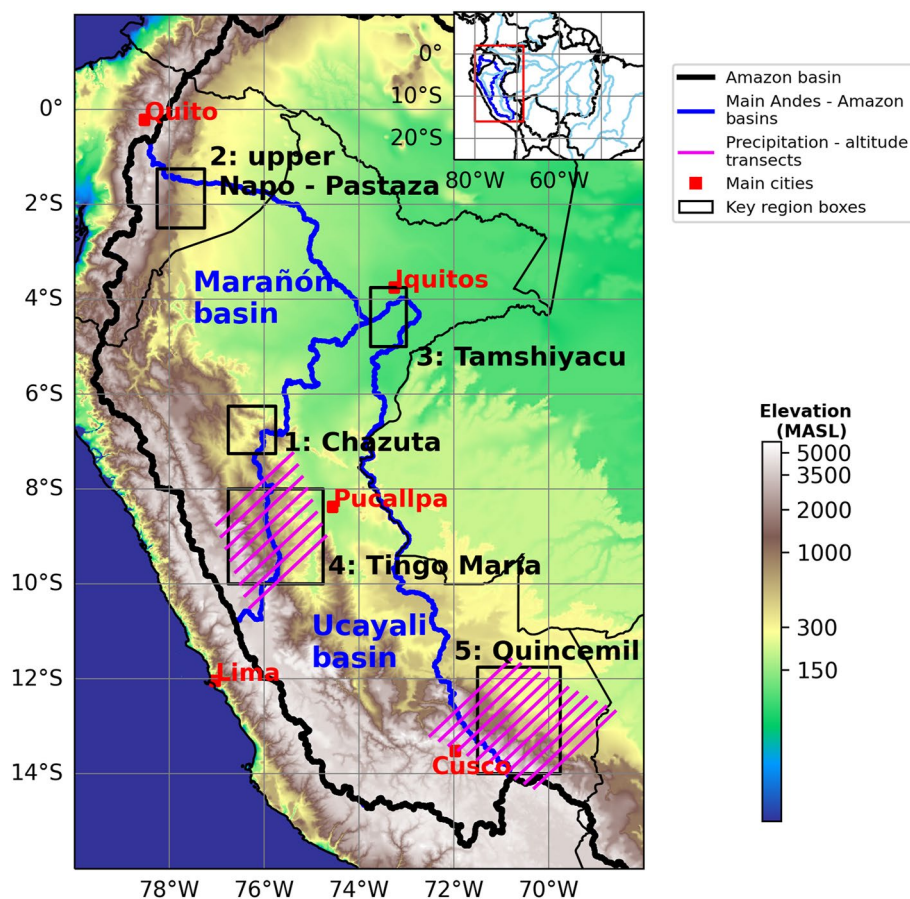 0°
2°S
4°S
6°S
8°S
10°S
12°S
14°S
78°W
76°W
74°W
72°W
70°W
Quito
2: upper
Napo - Pastaza
Marañón
basin
Iquitos
3: Tamshiyacu
1: Chazuta
Pucallpa
4: Tingo María
Ucayali
basin
5: Quincemil
Lima
Cusco
0°
10°S
20°S
80°W
60°W
Amazon basin
Main Andes - Amazon
basins
Precipitation - altitude
transects
Main cities
Key region boxes
Elevation
(MASL)
5000
3500
2000
1000
300
150